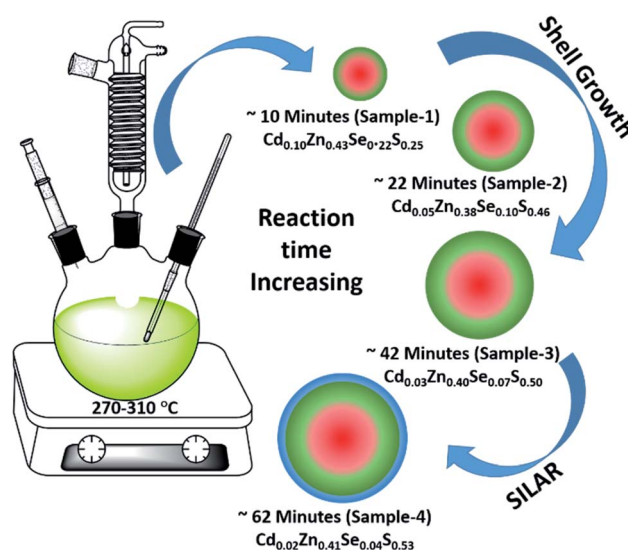 Shell Growth
~ 10 Minutes (Sample-1)
Cd0.10Zn0.43Se0·22S0.25
~ 22 Minutes (Sample-2)
Cd0.05Zn0.38Se0.10S0.46
Reaction
time
Increasing
~ 42 Minutes (Sample-3)
Cd0.03Zn0.40Se0.07S0.50
270-310 °C
SILAR
~ 62 Minutes (Sample-4)
Cd0.02Zn0.41Se0.04S0.53